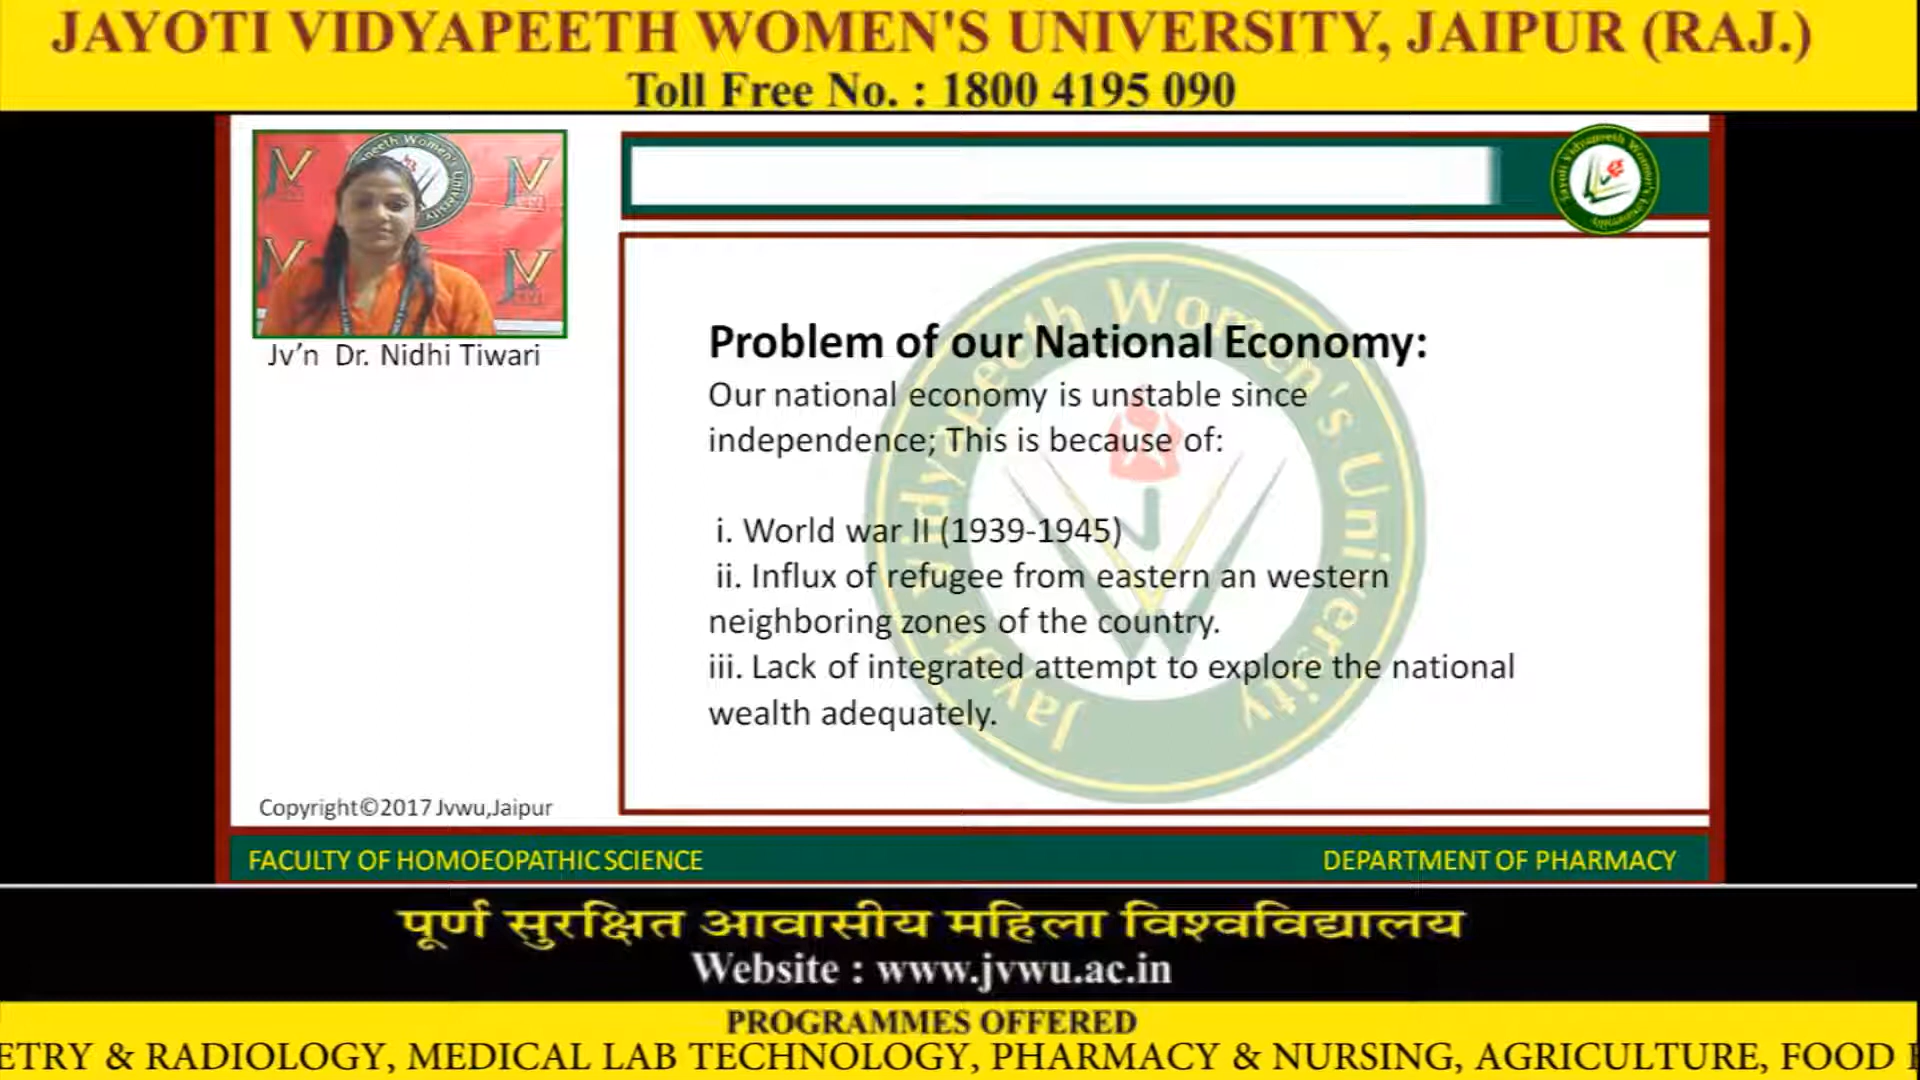 JAYOTI VIDYAPEETH WOMEN'S UNIVERSITY, JAIPUR (RAJ.)
Toll Free No. : 1800 4195 090
Jv’n Dr. Nidhi Tiwari
Problem of our National Economy:
Our national economy is unstable since
independence; This is because of:
i. World war II (1939-1945)
ii. Influx of refugee from eastern an western
neighboring zones of the country.
iii. Lack of integrated attempt to explore the national
wealth adequately.
Jayoti Vidyapeeth Women's University
Copyright©2017 Jvwu,Jaipur
FACULTY OF HOMOEOPATHIC SCIENCE
DEPARTMENT OF PHARMACY
पूर्ण सुरक्षित आवासीय महिला विश्वविद्यालय
Website : www.jvwu.ac.in
PROGRAMMES OFFERED
ETRY & RADIOLOGY, MEDICAL LAB TECHNOLOGY, PHARMACY & NURSING, AGRICULTURE, FOOD